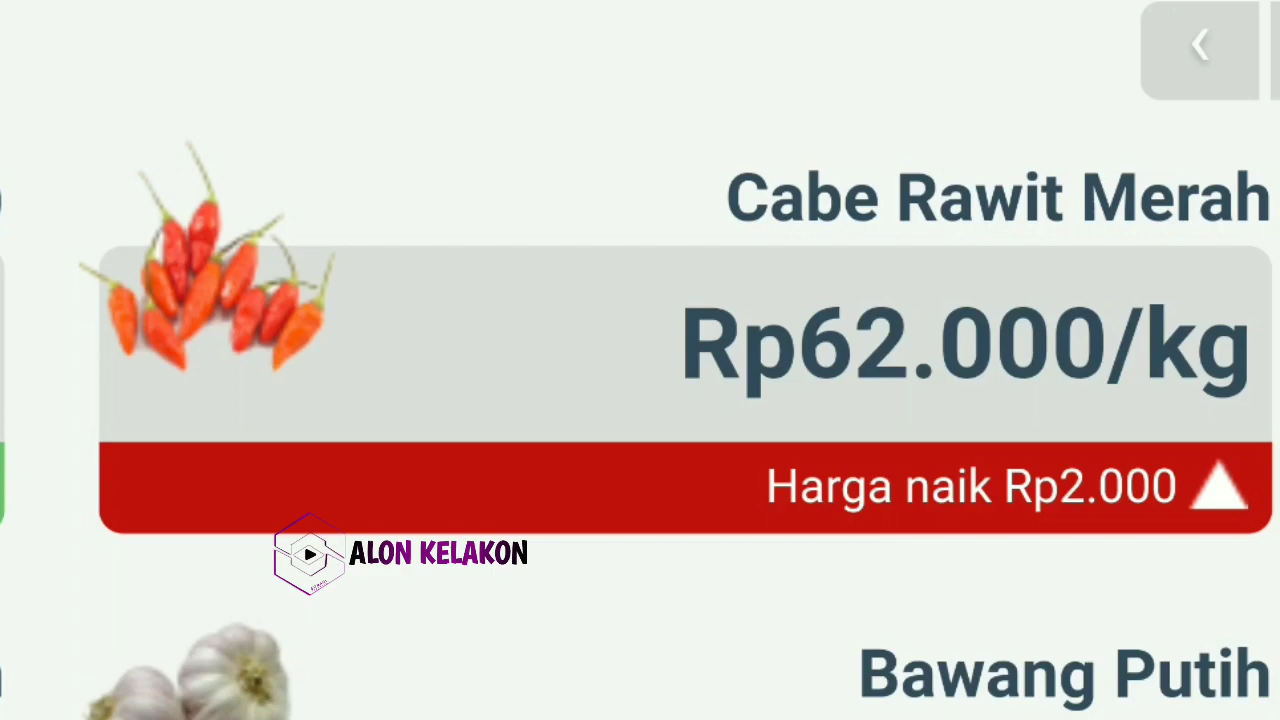 Cabe Rawit Merah
Rp62.000/kg
Harga naik Rp2.000
ALON KELAKON
Bawang Putih